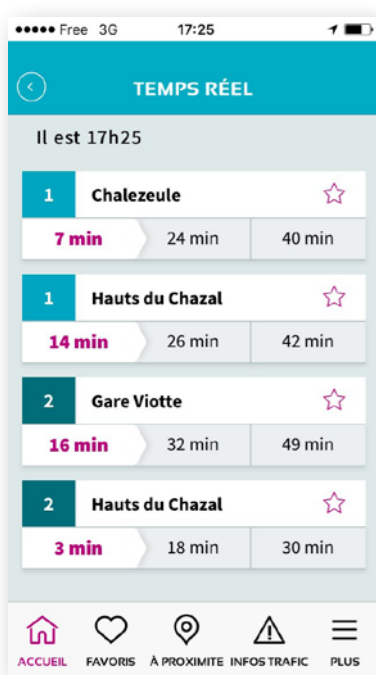 Free 3G 17:25
TEMPS RÉEL
Il est 17h25
1 Chalezeule
7 min 24 min 40 min
1 Hauts du Chazal
14 min 26 min 42 min
2 Gare Viotte
16 min 32 min 49 min
2 Hauts du Chazal
3 min 18 min 30 min
ACCUEIL FAVORIS À PROXIMITE INFOS TRAFIC PLUS